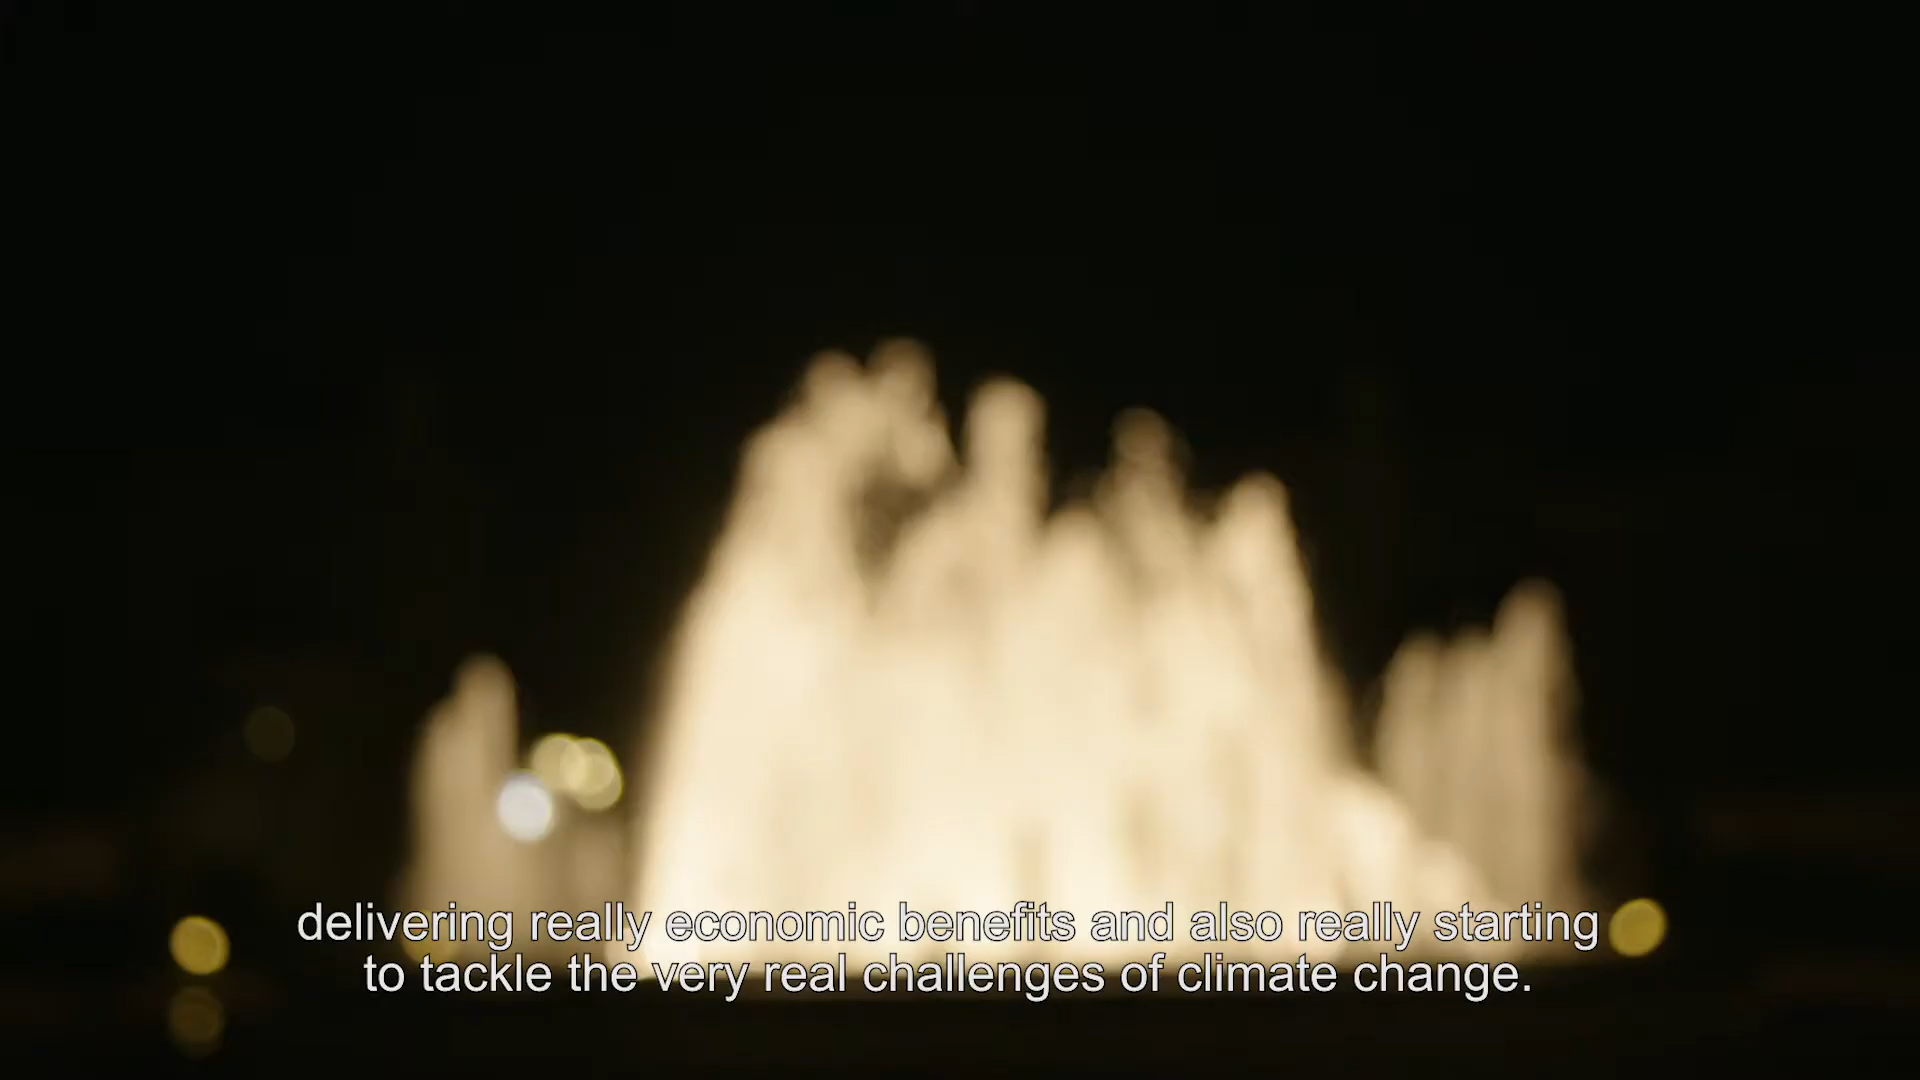 delivering really economic benefits and also really starting
to tackle the very real challenges of climate change.